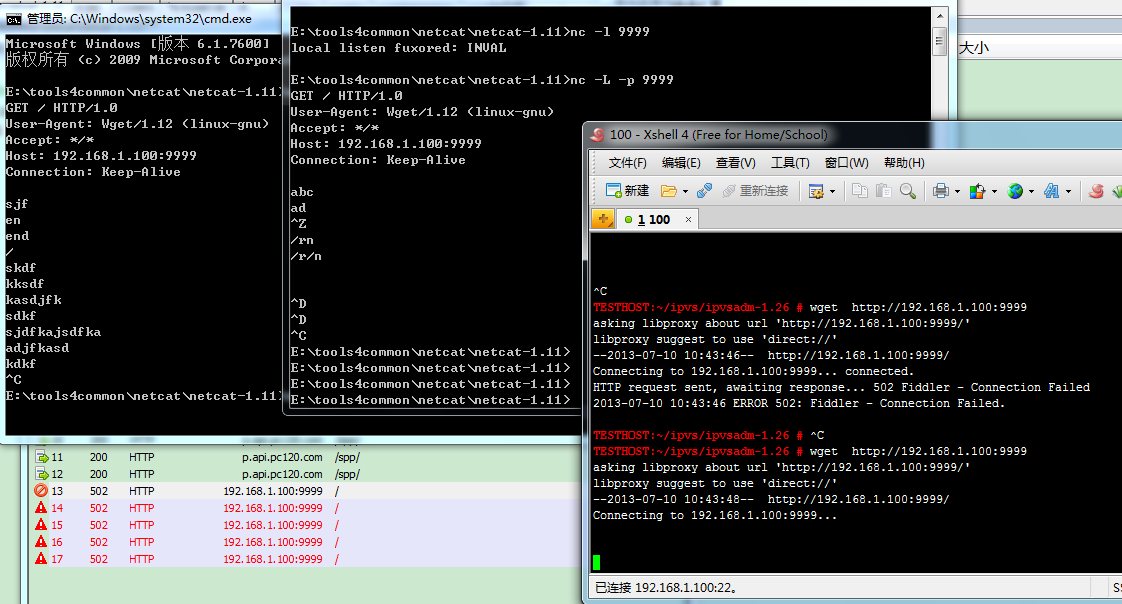 管理员: C:\Windows\system32\cmd.exe
Microsoft Windows [版本 6.1.7600]
版权所有 (c) 2009 Microsoft
E:\tools4common\netcat\netcat-1.11>
GET / HTTP/1.0
User-Agent: Wget/1.12 (linux-gnu)
Accept: */*
Host: 192.168.1.100:9999
Connection: Keep-Alive
sjf
en
end
/
skdf
kksdf
kasdjfk
sdkf
sjdfkajsdfka
adjfkasd
kdkf
^C
E:\tools4common\netcat\netcat-1.11>
E:\tools4common\netcat\netcat-1.11>nc -l 9999
local listen fuxored: INVAL
E:\tools4common\netcat\netcat-1.11>nc -L -p 9999
GET / HTTP/1.0
User-Agent: Wget/1.12 (linux-gnu)
Accept: */*
Host: 192.168.1.100:9999
Connection: Keep-Alive
abc
ad
^Z
/rn
/r/n
^D
^D
^C
E:\tools4common\netcat\netcat-1.11>
E:\tools4common\netcat\netcat-1.11>
E:\tools4common\netcat\netcat-1.11>
E:\tools4common\netcat\netcat-1.11>
大小
100 - Xshell 4 (Free for Home/School)
文件(F) 编辑(E) 查看(V) 工具(T) 窗口(W) 帮助(H)
新建 重新连接
1 100
^C
TESTHOST:~/ipvs/ipvsadm-1.26 # wget  http://192.168.1.100:9999
asking libproxy about url 'http://192.168.1.100:9999/'
libproxy suggest to use 'direct://'
--2013-07-10 10:43:46--  http://192.168.1.100:9999/
Connecting to 192.168.1.100:9999... connected.
HTTP request sent, awaiting response... 502 Fiddler - Connection Failed
2013-07-10 10:43:46 ERROR 502: Fiddler - Connection Failed.
TESTHOST:~/ipvs/ipvsadm-1.26 # ^C
TESTHOST:~/ipvs/ipvsadm-1.26 # wget  http://192.168.1.100:9999
asking libproxy about url 'http://192.168.1.100:9999/'
libproxy suggest to use 'direct://'
--2013-07-10 10:43:48--  http://192.168.1.100:9999/
Connecting to 192.168.1.100:9999...
已连接 192.168.1.100:22。
11 200 HTTP p.api.pc120.com /spp/
12 200 HTTP p.api.pc120.com /spp/
13 502 HTTP 192.168.1.100:9999 /
14 502 HTTP 192.168.1.100:9999 /
15 502 HTTP 192.168.1.100:9999 /
16 502 HTTP 192.168.1.100:9999 /
17 502 HTTP 192.168.1.100:9999 /